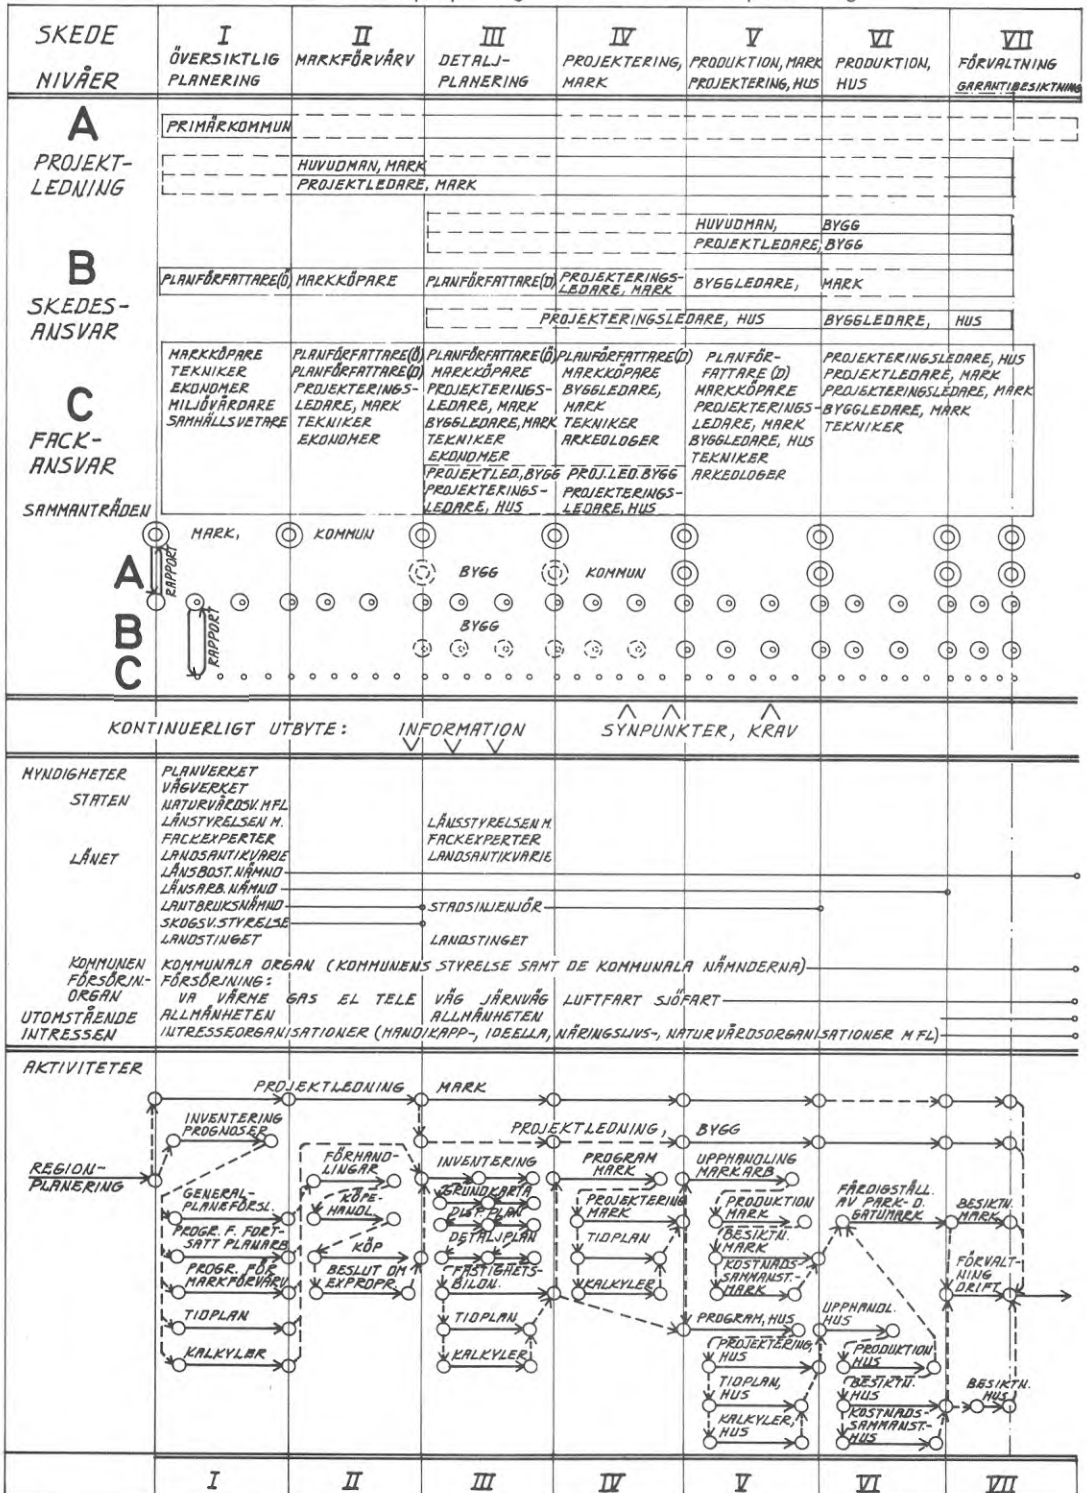 SKEDE
NIVÅER
I
ÖVERSIKTLIG
PLANERING
II
MARKFÖRVÄRV
III
DETALJ-
PLANERING
IV
PROJEKTERING,
MARK
V
PRODUKTION, MARK
PROJEKTERING, HUS
VI
PRODUKTION,
HUS
VII
FÖRVALTNING
GARANTIBESIKTNING
A
PROJEKT-
LEDNING
PRIMÄRKOMMUN
HUVUDMAN, MARK
PROJEKTLEDARE, MARK
HUVUDMAN, BYGG
PROJEKTLEDARE, BYGG
B
SKEDES-
ANSVAR
PLANFÖRFATTARE(Ö)
MARKKÖPARE
PLANFÖRFATTARE(D)
PROJEKTERINGS-
LEDARE, MARK
BYGGLEDARE, MARK
PROJEKTERINGSLEDARE, HUS
BYGGLEDARE, HUS
C
FACK-
ANSVAR
MARKKÖPARE
TEKNIKER
EKONOMER
MILJÖVÅRDARE
SAMHÄLLSVETARE
PLANFÖRFATTARE(Ö)
PLANFÖRFATTARE(D)
PROJEKTERINGS-
LEDARE, MARK
TEKNIKER
EKONOMER
PLANFÖRFATTARE(Ö)
MARKKÖPARE
PROJEKTERINGS-
LEDARE, MARK
BYGGLEDARE, MARK
TEKNIKER
EKONOMER
PROJEKTLED, BYGG
PROJEKTERINGS-
LEDARE, HUS
PLANFÖRFATTARE(D)
MARKKÖPARE
BYGGLEDARE,
MARK
TEKNIKER
ARKEOLOGER
PROJ.LED. BYGG
PROJEKTERINGS-
LEDARE, HUS
PLANFÖR-
FATTARE (D)
MARKKÖPARE
PROJEKTERINGS-
LEDARE, MARK
BYGGLEDARE, HUS
TEKNIKER
ARKEOLOGER
PROJEKTERINGSLEDARE, HUS
PROJEKTLEDARE, MARK
PROJEKTERINGSLEDARE, MARK
BYGGLEDARE, MARK
TEKNIKER
SAMMANTRÄDEN
MARK, KOMMUN
A
RAPPORT
BYGG KOMMUN
B
RAPPORT
BYGG
C
KONTINUERLIGT UTBYTE: INFORMATION SYNPUNKTER, KRAV
MYNDIGHETER
STATEN
PLANVERKET
VÄGVERKET
NATURVÅRDSV. MFL
LÄNET
LÄNSTYRELSEN M.
FACKEXPERTER
LANDSANTIKVARIE
LÄNSBOST. NÄMND
LÄNSARB. NÄMND
LANTBRUKSNÄMND
SKOGSV. STYRELSE
LANDSTINGET
LÄNSSTYRELSEN M.
FACKEXPERTER
LANDSANTIKVARIE
STADSINJENJÖR
LANDSTINGET
KOMMUNEN KOMMUNALA ORGAN (KOMMUNENS STYRELSE SAMT DE KOMMUNALA NÄMNDERNA)
FÖRSÖRJN- FÖRSÖRJNING:
ORGAN VA VÄRME GAS EL TELE VÄG JÄRNVÄG LUFTFART SJÖFART
UTOMSTÅENDE ALLMÄNHETEN ALLMÄNHETEN
INTRESSEN INTRESSEORGANISATIONER (HANDIKAPP-, IDEELLA, NÄRINGSLIVS-, NATURVÅRDSORGANISATIONER M FL)
AKTIVITETER
PROJEKTLEDNING MARK
PROJEKTLEDNING, BYGG
REGION-
PLANERING
INVENTERING
PROGNOSER
GENERAL-
PLANEFÖRSL.
PROGR. F. FORT-
SATT PLANARB
PROGR. FÖR
MARKFÖRVÄRV
TIDPLAN
KALKYLER
FÖRHAND-
LINGAR
KÖPE-
HANDL.
KÖP
BESLUT OM
EXPROPR.
INVENTERING
GRUNDKARTA
DISP. PLAN
DETALJPLAN
FASTIGHETS-
BILDN.
TIDPLAN
KALKYLER
PROGRAM
MARK
PROJEKTERING
MARK
TIDPLAN
KALKYLER
UPPHANDLING
MARKARB
PRODUKTION
MARK
BESIKTN.
MARK
KOSTNADS-
SAMMANST.-
MARK
PROGRAM, HUS
PROJEKTERING,
HUS
TIDPLAN,
HUS
KALKYLER,
HUS
FÄRDIGSTÄLL.
AV PARK- O.
GATUMARK
UPPHANDL.
HUS
PRODUKTION
HUS
BESIKTN.
HUS
KOSTNADS-
SAMMANST.-
HUS
BESIKTN.
MARK
FÖRVALT-
NING
DRIFT
BESIKTN.
HUS
I II III IV V VI VII